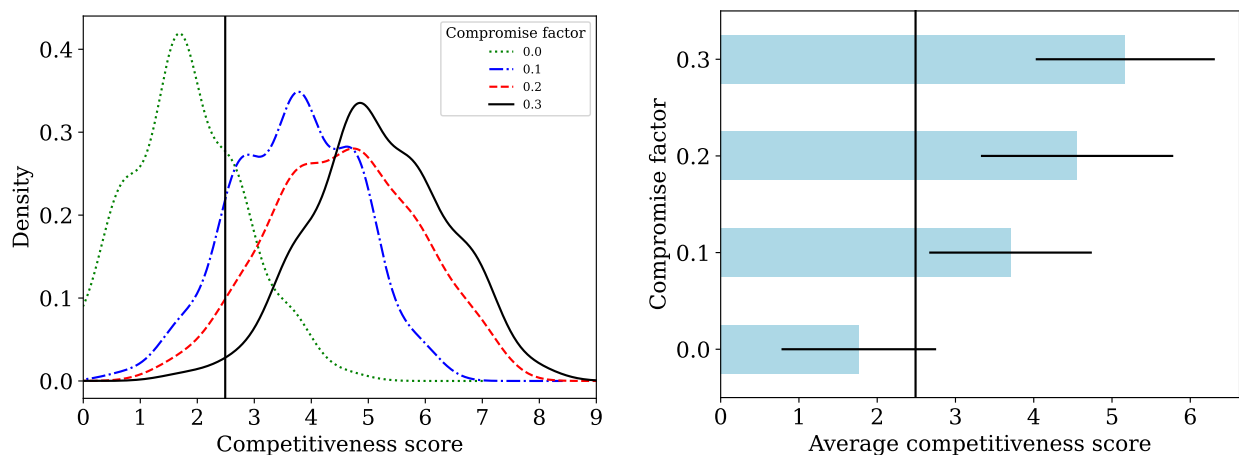 Compromise factor
0.0
0.1
0.2
0.3
Density
0.4
0.3
0.2
0.1
0.0
0 1 2 3 4 5 6 7 8 9
Competitiveness score
Compromise factor
0.3
0.2
0.1
0.0
0 1 2 3 4 5 6
Average competitiveness score